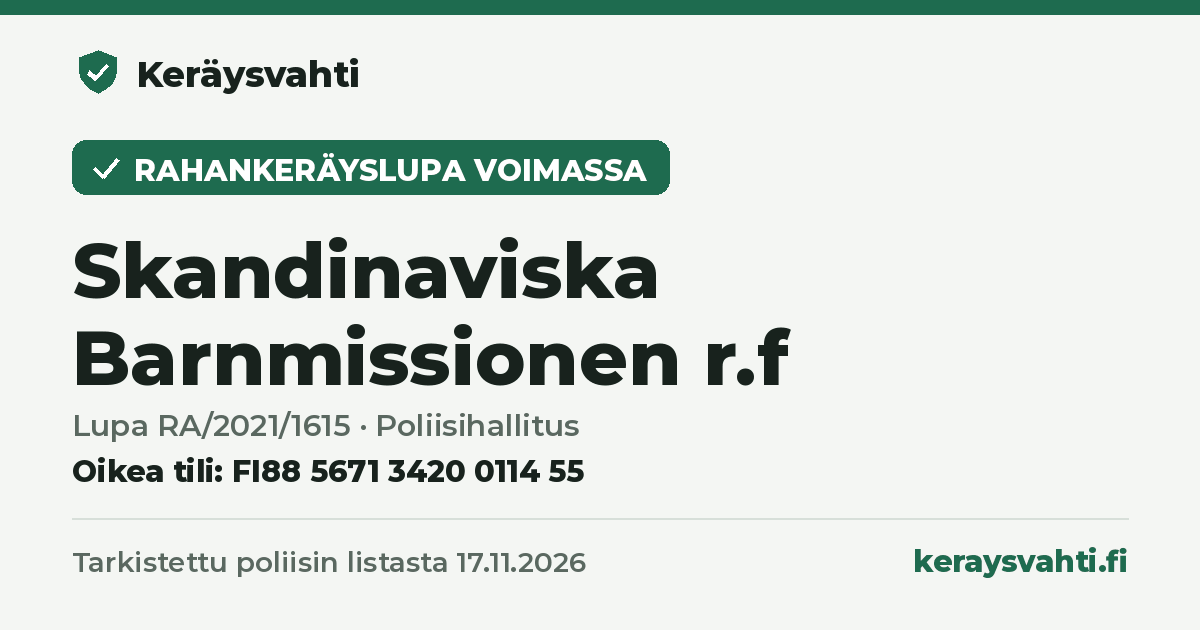 Keräysvahti
RAHANKERÄYSLUPA VOIMASSA
Skandinaviska
Barnmissionen r.f
Lupa RA/2021/1615 · Poliisihallitus
Oikea tili: FI88 5671 3420 0114 55
Tarkistettu poliisin listasta 17.11.2026
keraysvahti.fi